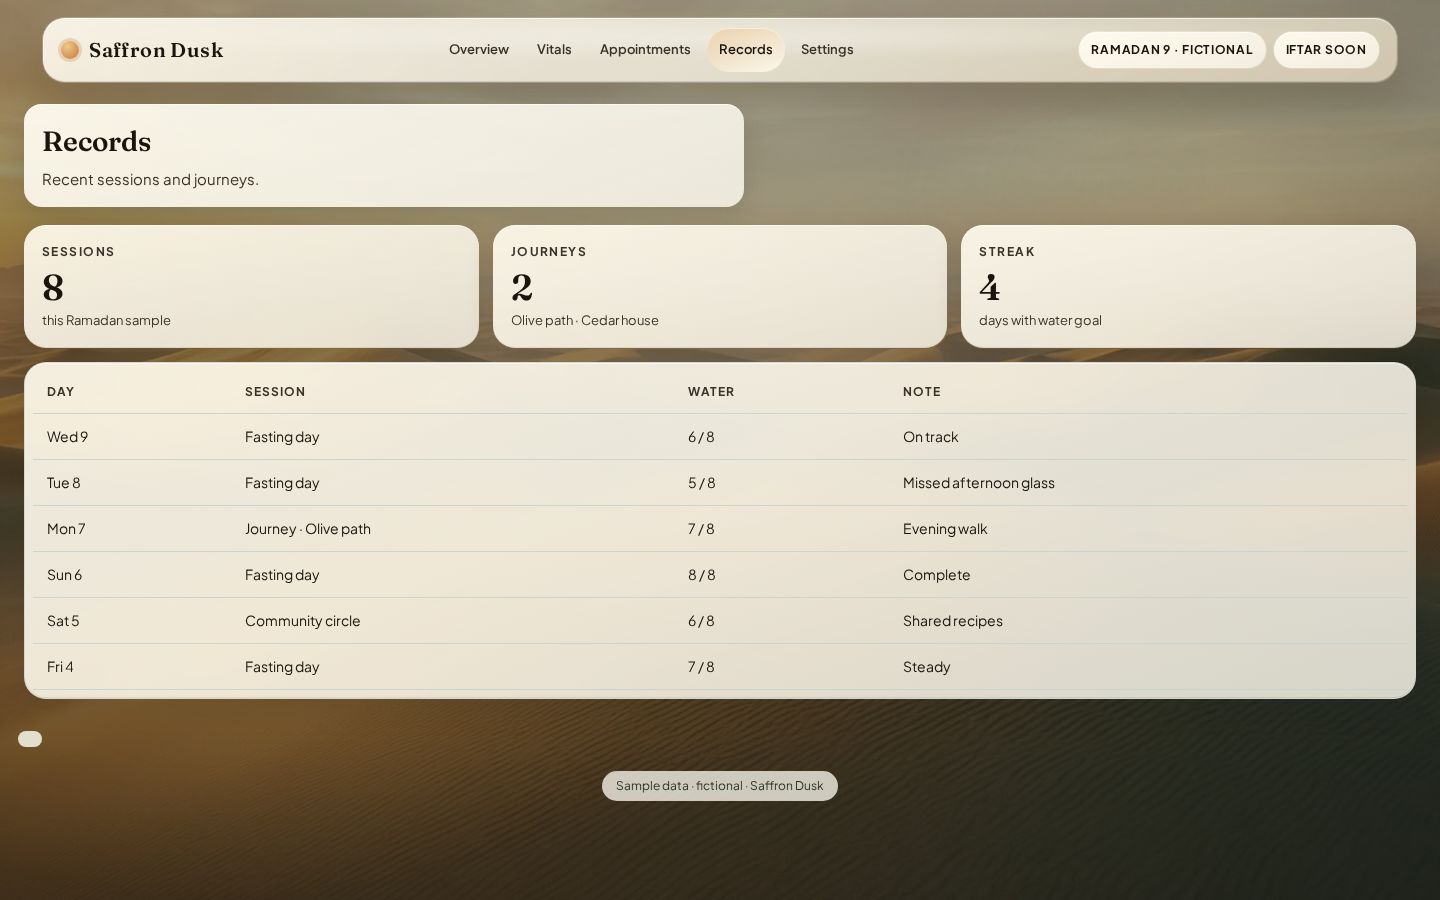 Saffron Dusk
Overview Vitals Appointments Records Settings
RAMADAN 9 · FICTIONAL IFTAR SOON
Records
Recent sessions and journeys.
SESSIONS
8
this Ramadan sample
JOURNEYS
2
Olive path · Cedar house
STREAK
4
days with water goal
DAY SESSION WATER NOTE
Wed 9 Fasting day 6 / 8 On track
Tue 8 Fasting day 5 / 8 Missed afternoon glass
Mon 7 Journey · Olive path 7 / 8 Evening walk
Sun 6 Fasting day 8 / 8 Complete
Sat 5 Community circle 6 / 8 Shared recipes
Fri 4 Fasting day 7 / 8 Steady
Sample data · fictional · Saffron Dusk